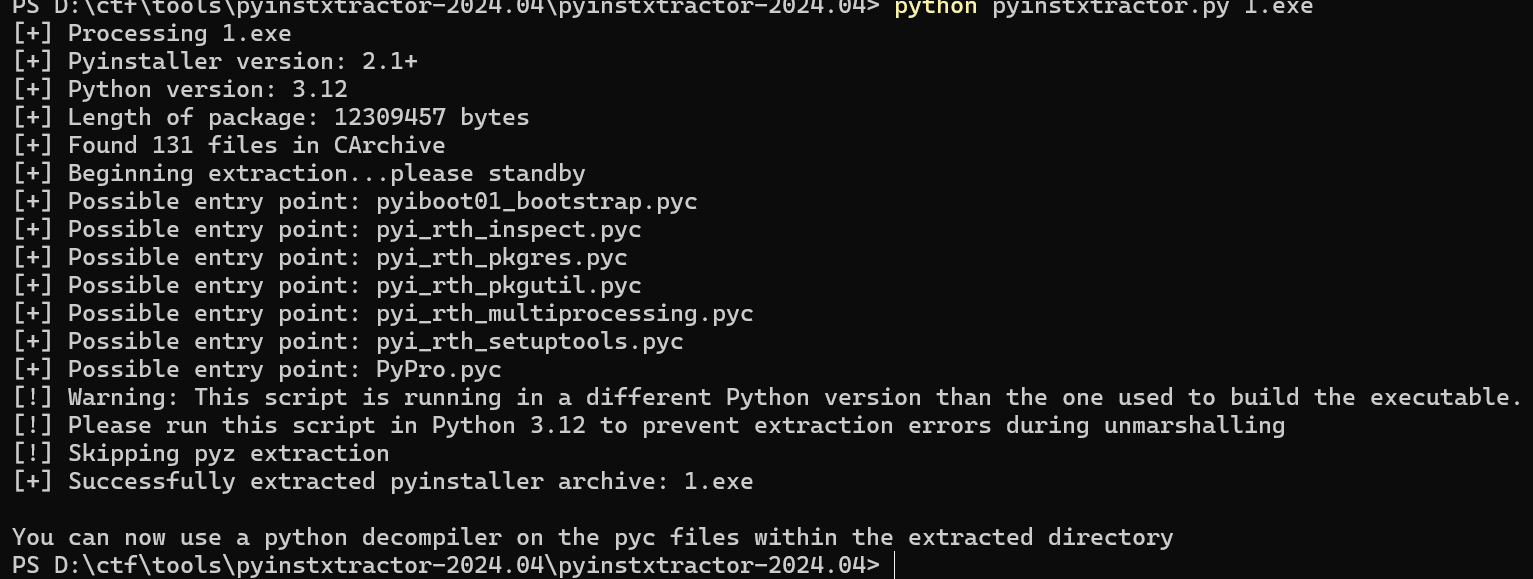 PS D:\ctf\tools\pyinstxtractor-2024.04\pyinstxtractor-2024.04> python pyinstxtractor.py 1.exe
[+] Processing 1.exe
[+] Pyinstaller version: 2.1+
[+] Python version: 3.12
[+] Length of package: 12309457 bytes
[+] Found 131 files in CArchive
[+] Beginning extraction...please standby
[+] Possible entry point: pyiboot01_bootstrap.pyc
[+] Possible entry point: pyi_rth_inspect.pyc
[+] Possible entry point: pyi_rth_pkgres.pyc
[+] Possible entry point: pyi_rth_pkgutil.pyc
[+] Possible entry point: pyi_rth_multiprocessing.pyc
[+] Possible entry point: pyi_rth_setuptools.pyc
[+] Possible entry point: PyPro.pyc
[!] Warning: This script is running in a different Python version than the one used to build the executable.
[!] Please run this script in Python 3.12 to prevent extraction errors during unmarshalling
[!] Skipping pyz extraction
[+] Successfully extracted pyinstaller archive: 1.exe
You can now use a python decompiler on the pyc files within the extracted directory
PS D:\ctf\tools\pyinstxtractor-2024.04\pyinstxtractor-2024.04>